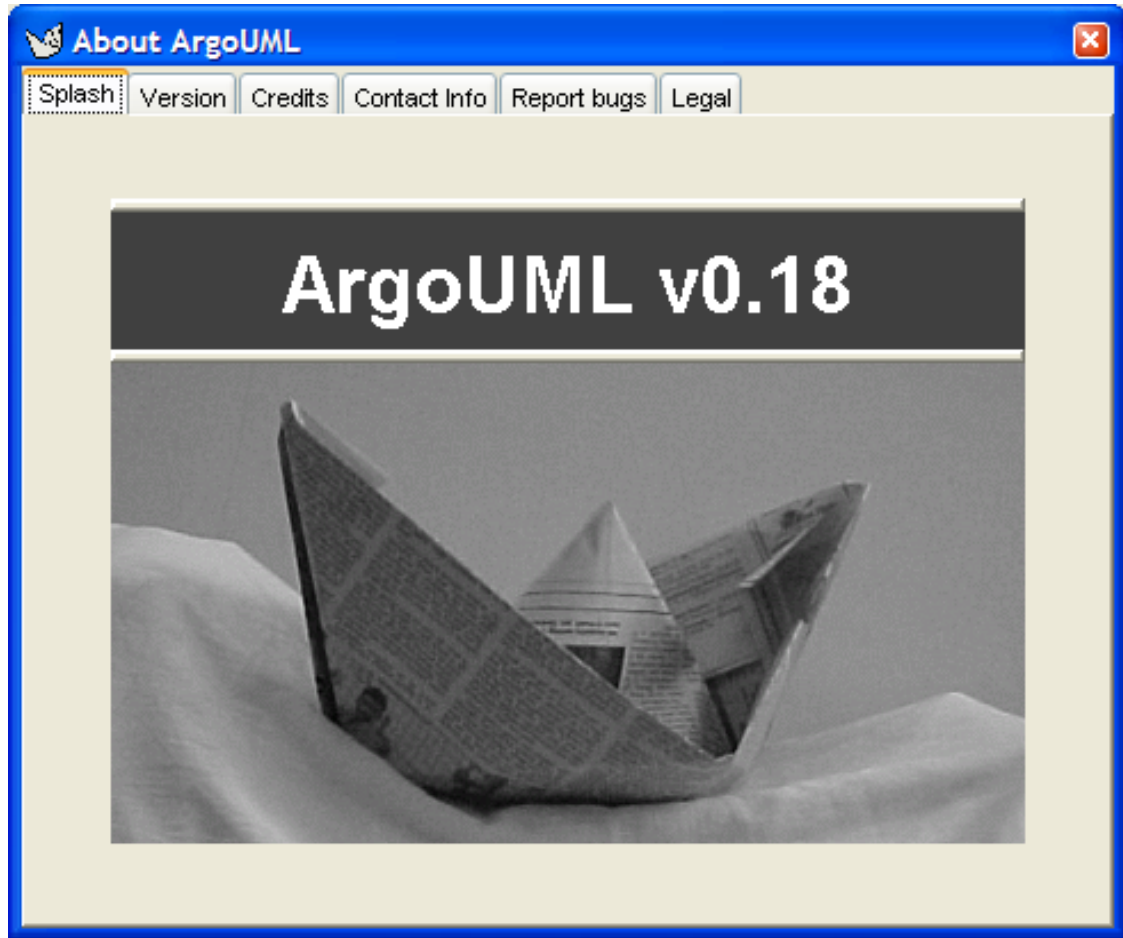 About ArgoUML
Splash Version Credits Contact Info Report bugs Legal
ArgoUML v0.18